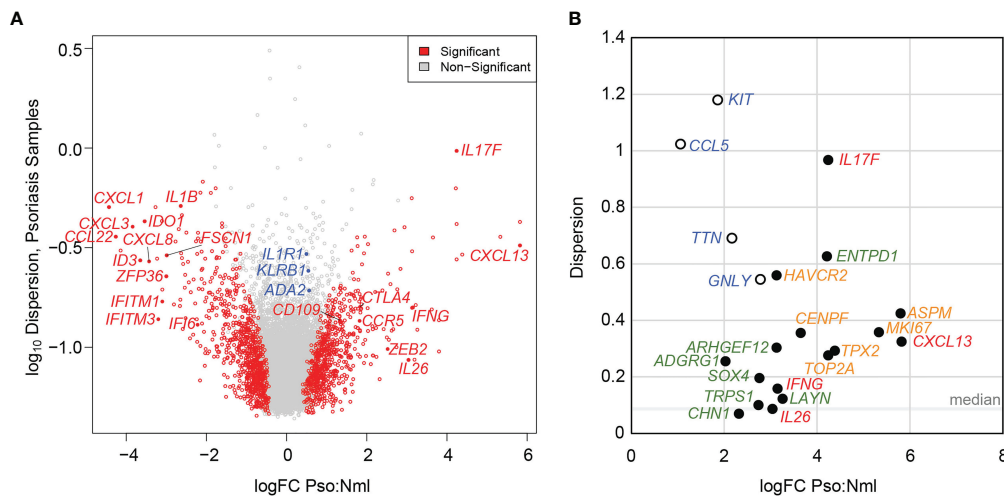 A
B
log10 Dispersion, Psoriasis Samples
0.5
0.0
−0.5
−1.0
Significant
Non−Significant
IL17F
CXCL1
IL1B
CXCL3
IDO1
CCL22
CXCL8
FSCN1
ID3
ZFP36
IFITM1
IFITM3
IFI6
IL1R1
KLRB1
ADA2
CD109
CTLA4
CCR5
IFNG
ZEB2
IL26
CXCL13
−4
−2
0
2
4
6
logFC Pso:Nml
Dispersion
1.4
1.2
1
0.8
0.6
0.4
0.2
0
KIT
CCL5
IL17F
TTN
ENTPD1
GNLY
HAVCR2
ASPM
CENPF
MKI67
CXCL13
ARHGEF12
TPX2
ADGRG1
TOP2A
SOX4
IFNG
TRPS1
LAYN
CHN1
IL26
median
0
2
4
6
8
logFC Pso:Nml